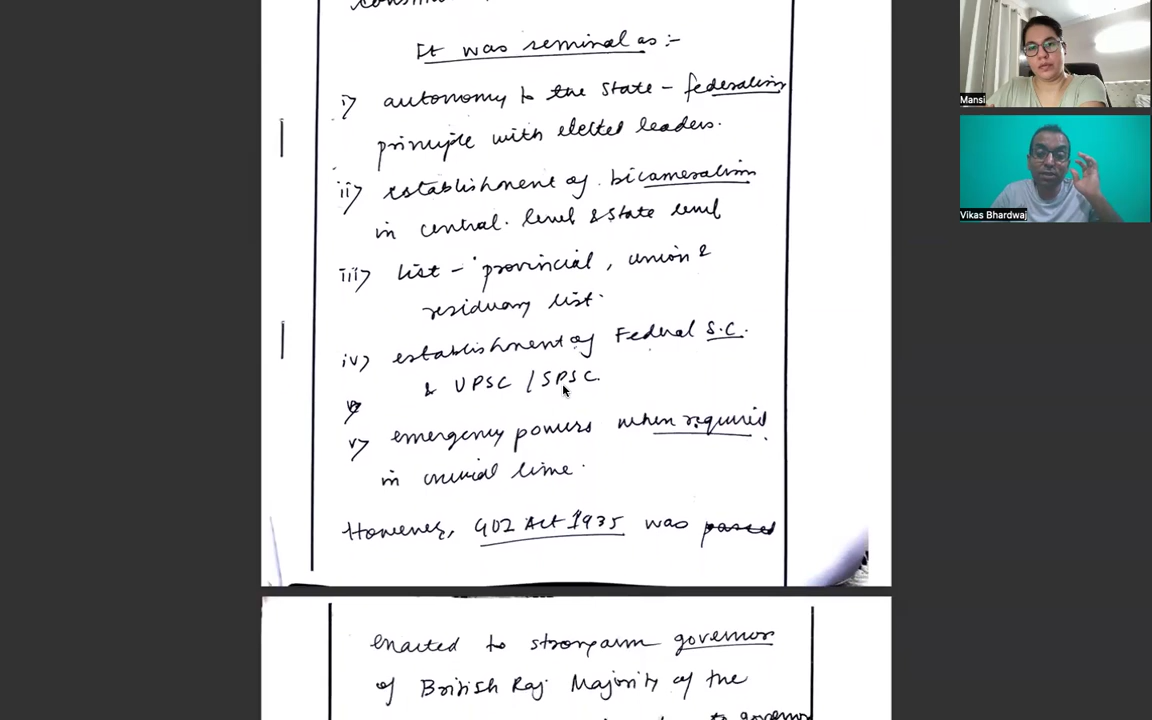 It was seminal as :-
i) autonomy to the State - federalism
principle with elected leaders.
ii) establishment of bicameralism
in central level & State level
iii) list - provincial, union &
residuary list.
iv) establishment of Federal S.C.
& UPSC / SPSC.
v) emergency powers when required
in crucial time.
However, GOI Act 1935 was passed
enacted to strongarm governor
of British Raj Majority of the
to governor
Mansi
Vikas Bhardwaj